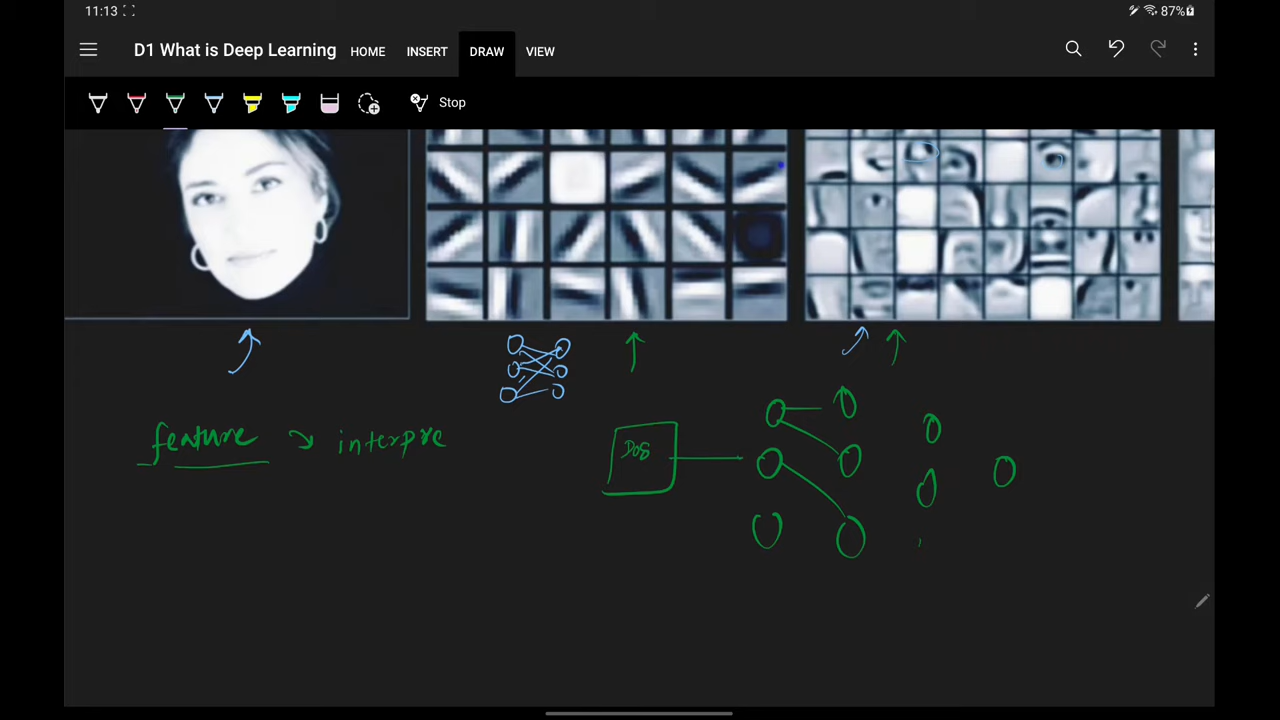 11:13
87%
D1 What is Deep Learning HOME INSERT DRAW VIEW
Stop
feature → interpre
DOg